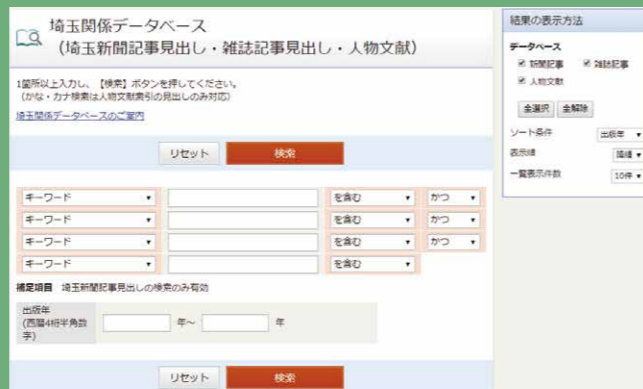 埼玉関係データベース
（埼玉新聞記事見出し・雑誌記事見出し・人物文献）
1箇所以上入力し、【検索】ボタンを押してください。
（かな・カナ検索は人物文献索引の見出しのみ対応）
埼玉関係データベースのご案内
リセット 検索
キーワード を含む かつ
キーワード を含む かつ
キーワード を含む かつ
キーワード を含む
補足項目 埼玉新聞記事見出しの検索のみ有効
出版年
(西暦4桁半角数
字)
年～ 年
リセット 検索
結果の表示方法
データベース
新聞記事 雑誌記事
人物文献
全選択 全解除
ソート条件 出版年
表示順 降順
一覧表示件数 10件